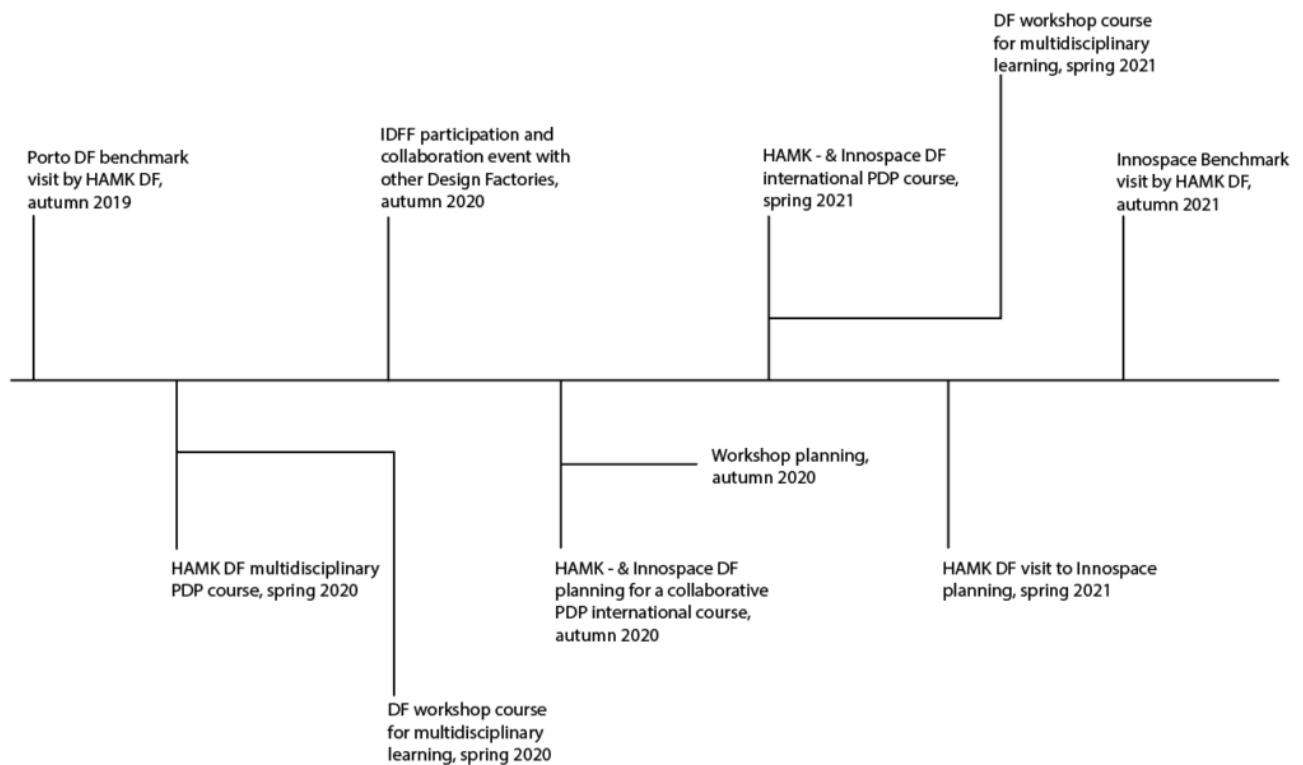 DF workshop course
for multidisciplinary
learning, spring 2021
Porto DF benchmark
visit by HAMK DF,
autumn 2019
IDFF participation and
collaboration event with
other Design Factories,
autumn 2020
HAMK - & Innospace DF
international PDP course,
spring 2021
Innospace Benchmark
visit by HAMK DF,
autumn 2021
Workshop planning,
autumn 2020
HAMK DF multidisciplinary
PDP course, spring 2020
HAMK - & Innospace DF
planning for a collaborative
PDP international course,
autumn 2020
HAMK DF visit to Innospace
planning, spring 2021
DF workshop course
for multidisciplinary
learning, spring 2020